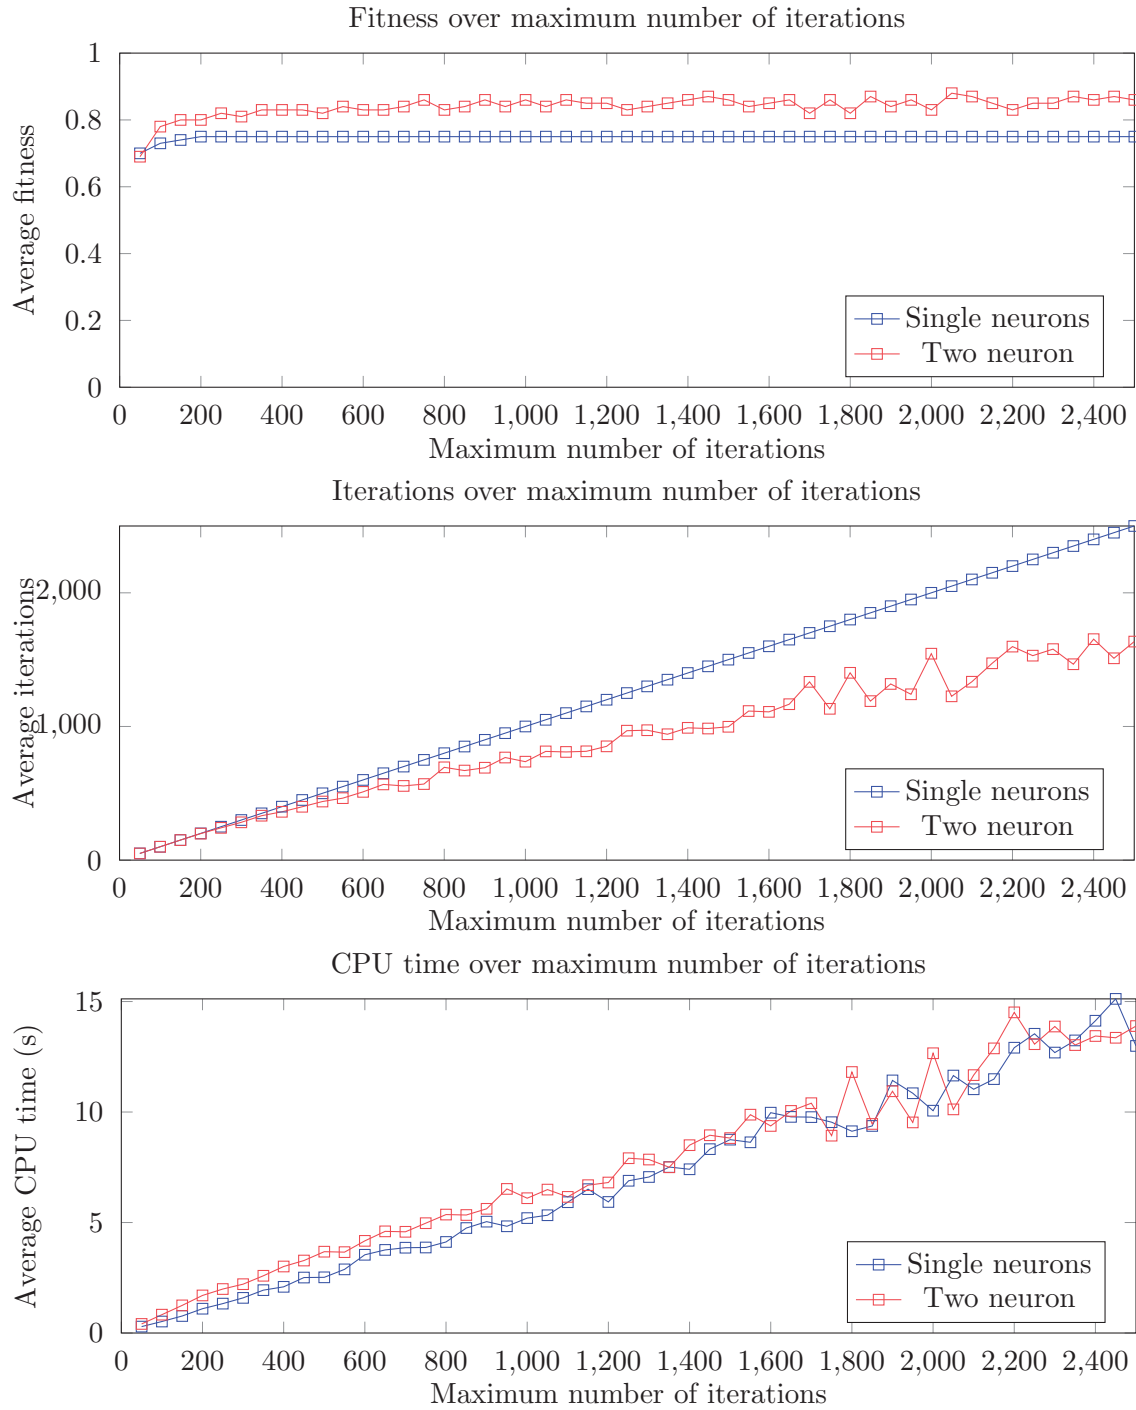 Fitness over maximum number of iterations
1
0.8
0.6
0.4
0.2
0
Average fitness
Single neurons
Two neuron
0 200 400 600 800 1,000 1,200 1,400 1,600 1,800 2,000 2,200 2,400
Maximum number of iterations
Iterations over maximum number of iterations
2,000
1,000
0
Average iterations
Single neurons
Two neuron
0 200 400 600 800 1,000 1,200 1,400 1,600 1,800 2,000 2,200 2,400
Maximum number of iterations
CPU time over maximum number of iterations
15
10
5
0
Average CPU time (s)
Single neurons
Two neuron
0 200 400 600 800 1,000 1,200 1,400 1,600 1,800 2,000 2,200 2,400
Maximum number of iterations